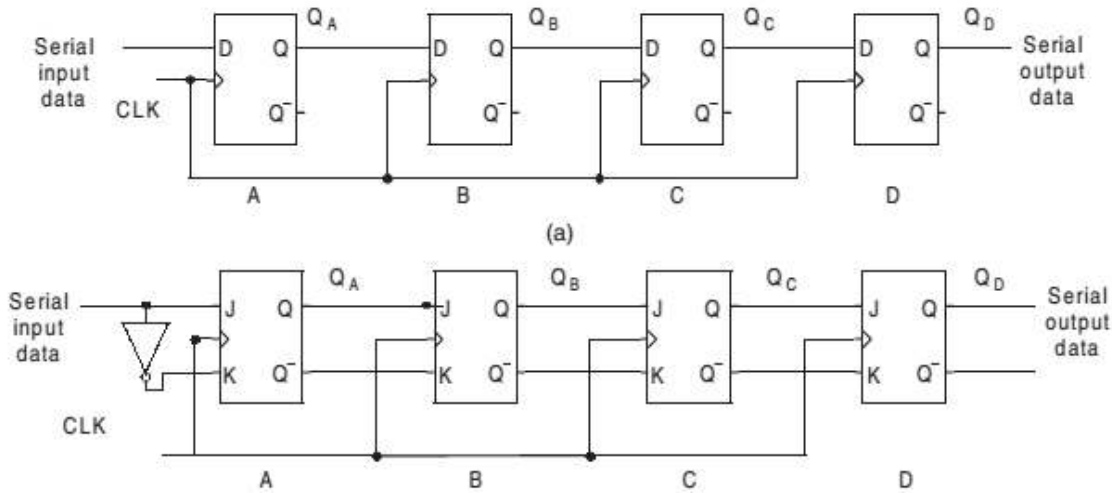 Q_A Q_B Q_C Q_D
Serial input data
D Q D Q D Q D Q
Serial output data
CLK
Q̄ Q̄ Q̄ Q̄
A B C D
(a)
Q_A Q_B Q_C Q_D
Serial input data
J Q J Q J Q J Q
Serial output data
K Q̄ K Q̄ K Q̄ K Q̄
CLK
A B C D